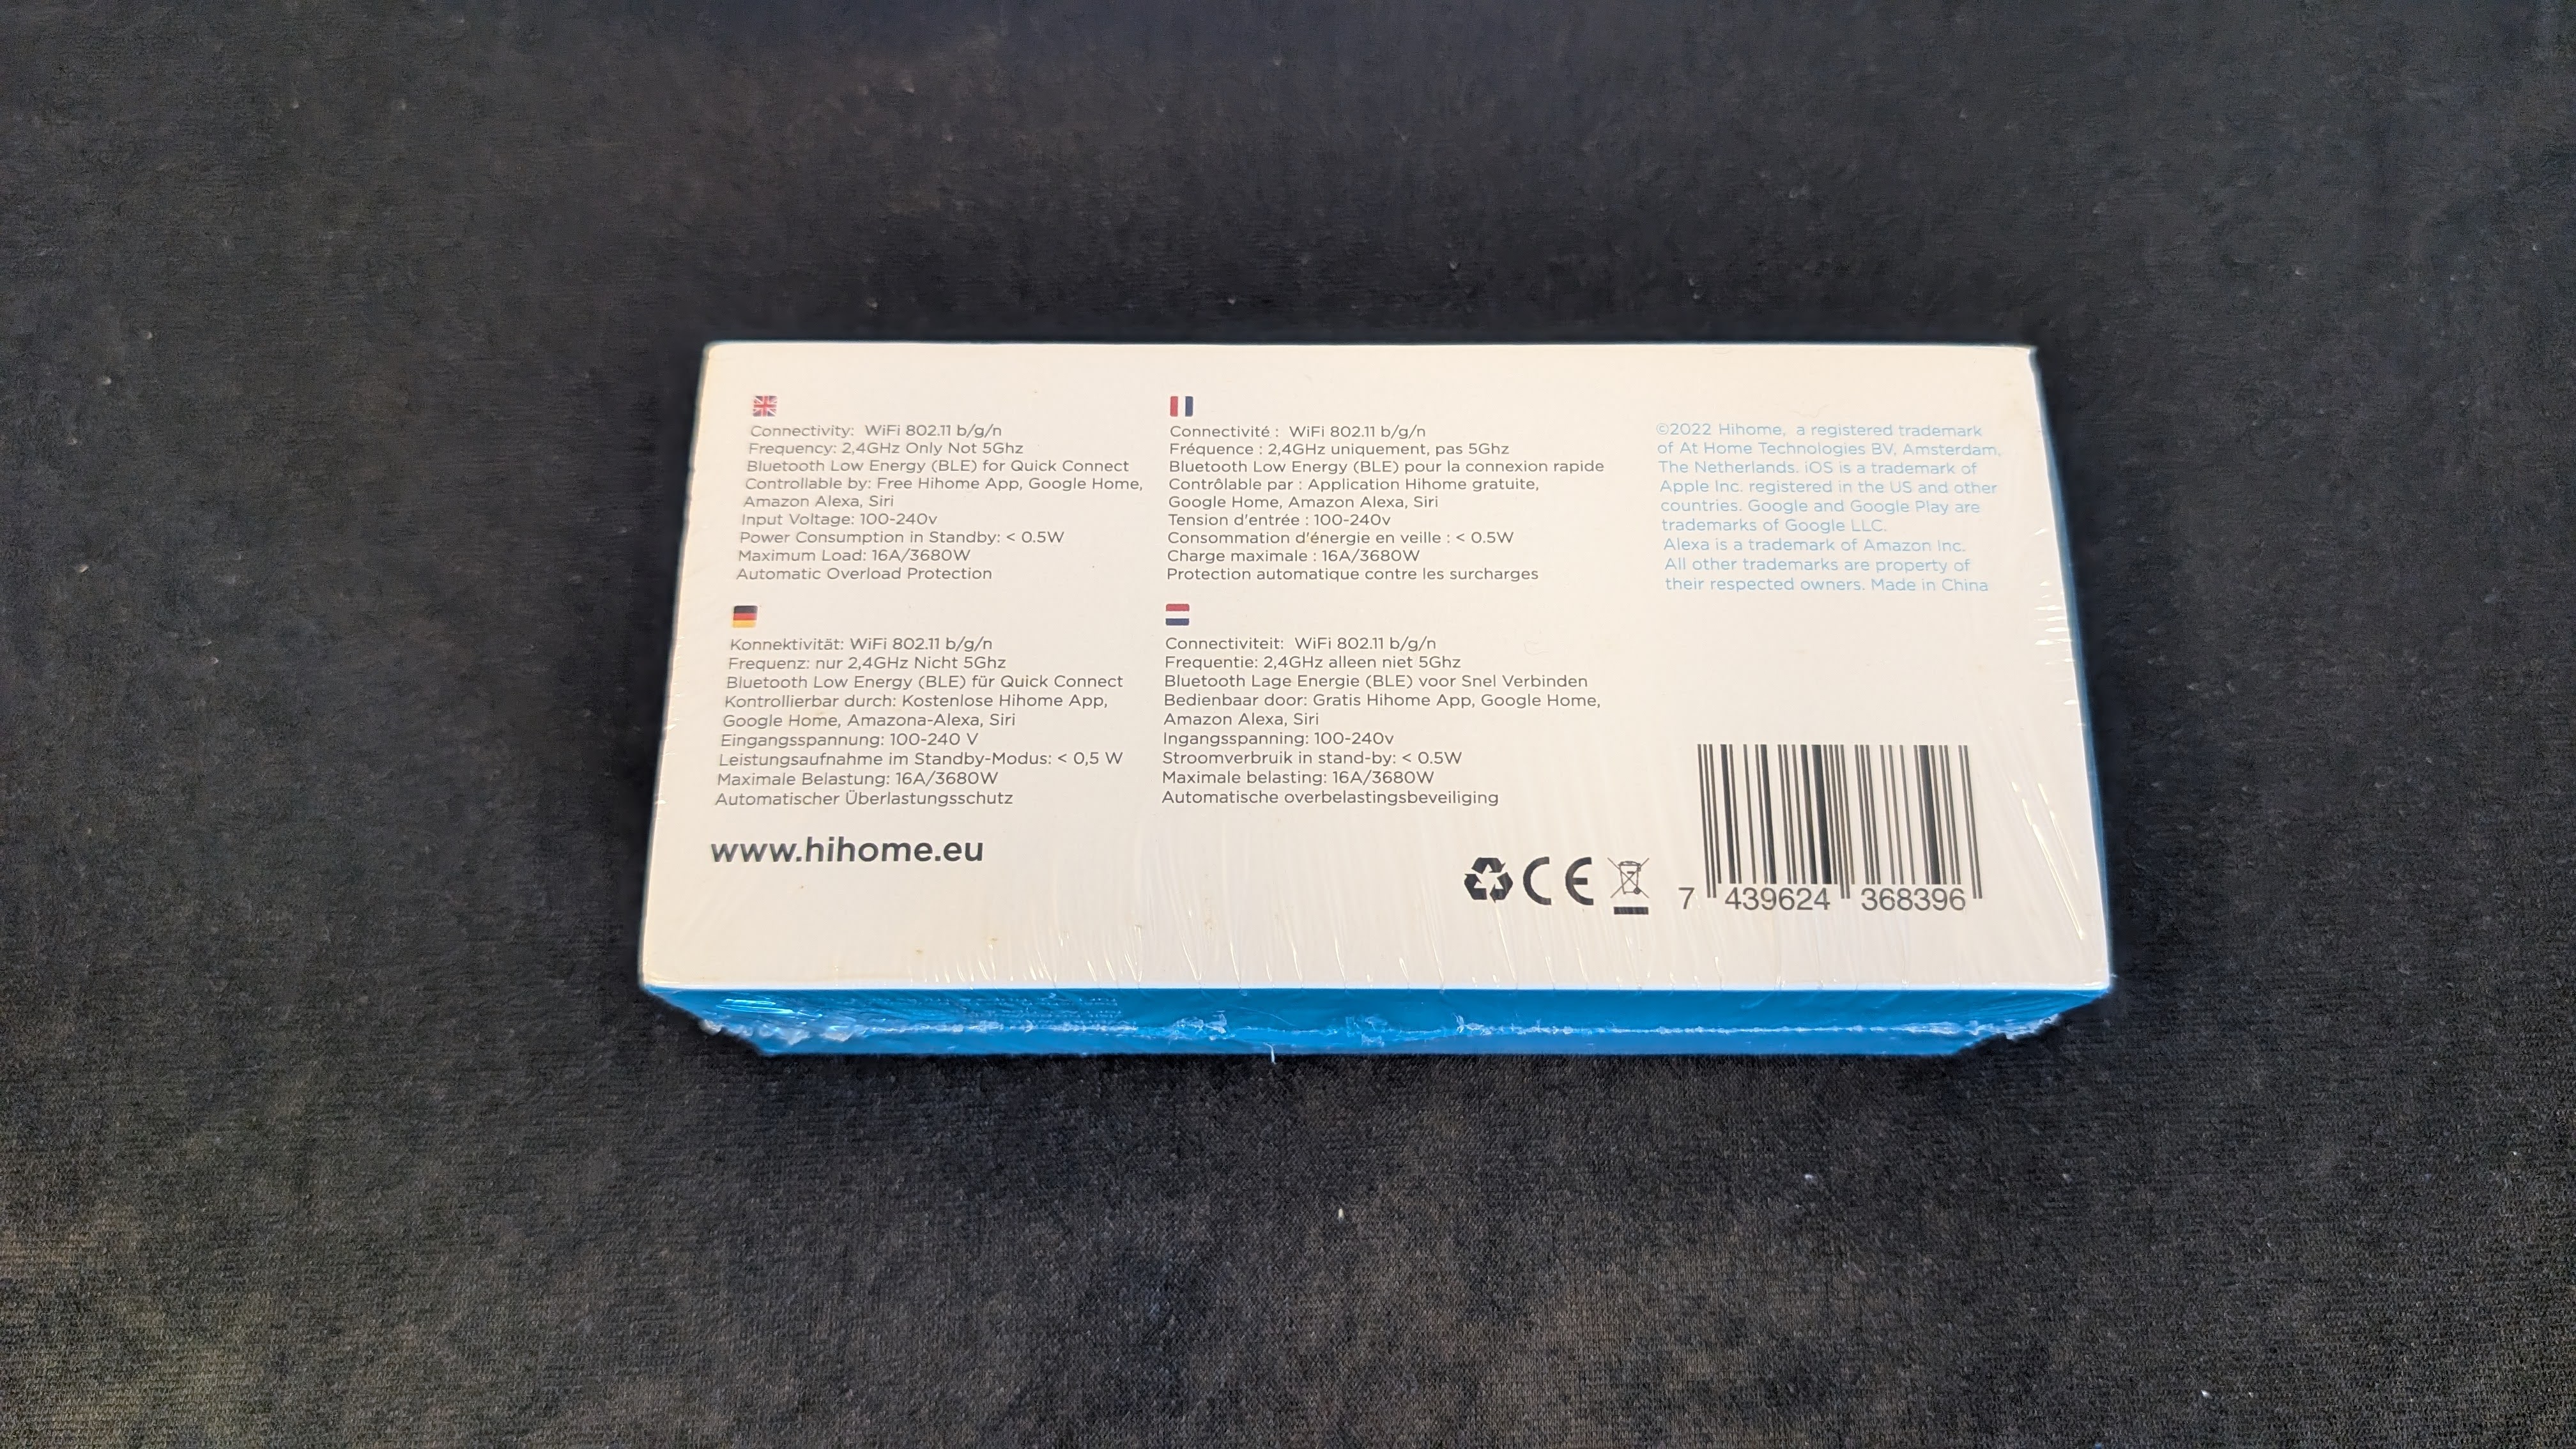 Connectivity: WiFi 802.11 b/g/n
Frequency: 2,4GHz Only Not 5Ghz
Bluetooth Low Energy (BLE) for Quick Connect
Controllable by: Free Hihome App, Google Home,
Amazon Alexa, Siri
Input Voltage: 100-240v
Power Consumption in Standby: < 0.5W
Maximum Load: 16A/3680W
Automatic Overload Protection
Connectivité : WiFi 802.11 b/g/n
Fréquence : 2,4GHz uniquement, pas 5Ghz
Bluetooth Low Energy (BLE) pour la connexion rapide
Contrôlable par : Application Hihome gratuite,
Google Home, Amazon Alexa, Siri
Tension d'entrée : 100-240v
Consommation d'énergie en veille : < 0.5W
Charge maximale : 16A/3680W
Protection automatique contre les surcharges
©2022 Hihome, a registered trademark
of At Home Technologies BV, Amsterdam,
The Netherlands. iOS is a trademark of
Apple Inc. registered in the US and other
countries. Google and Google Play are
trademarks of Google LLC.
Alexa is a trademark of Amazon Inc.
All other trademarks are property of
their respected owners. Made in China
Konnektivität: WiFi 802.11 b/g/n
Frequenz: nur 2,4GHz Nicht 5Ghz
Bluetooth Low Energy (BLE) für Quick Connect
Kontrollierbar durch: Kostenlose Hihome App,
Google Home, Amazona-Alexa, Siri
Eingangsspannung: 100-240 V
Leistungsaufnahme im Standby-Modus: < 0,5 W
Maximale Belastung: 16A/3680W
Automatischer Überlastungsschutz
Connectiviteit: WiFi 802.11 b/g/n
Frequentie: 2,4GHz alleen niet 5Ghz
Bluetooth Lage Energie (BLE) voor Snel Verbinden
Bedienbaar door: Gratis Hihome App, Google Home,
Amazon Alexa, Siri
Ingangsspanning: 100-240v
Stroomverbruik in stand-by: < 0.5W
Maximale belasting: 16A/3680W
Automatische overbelastingsbeveiliging
www.hihome.eu
CE
7 439624 368396